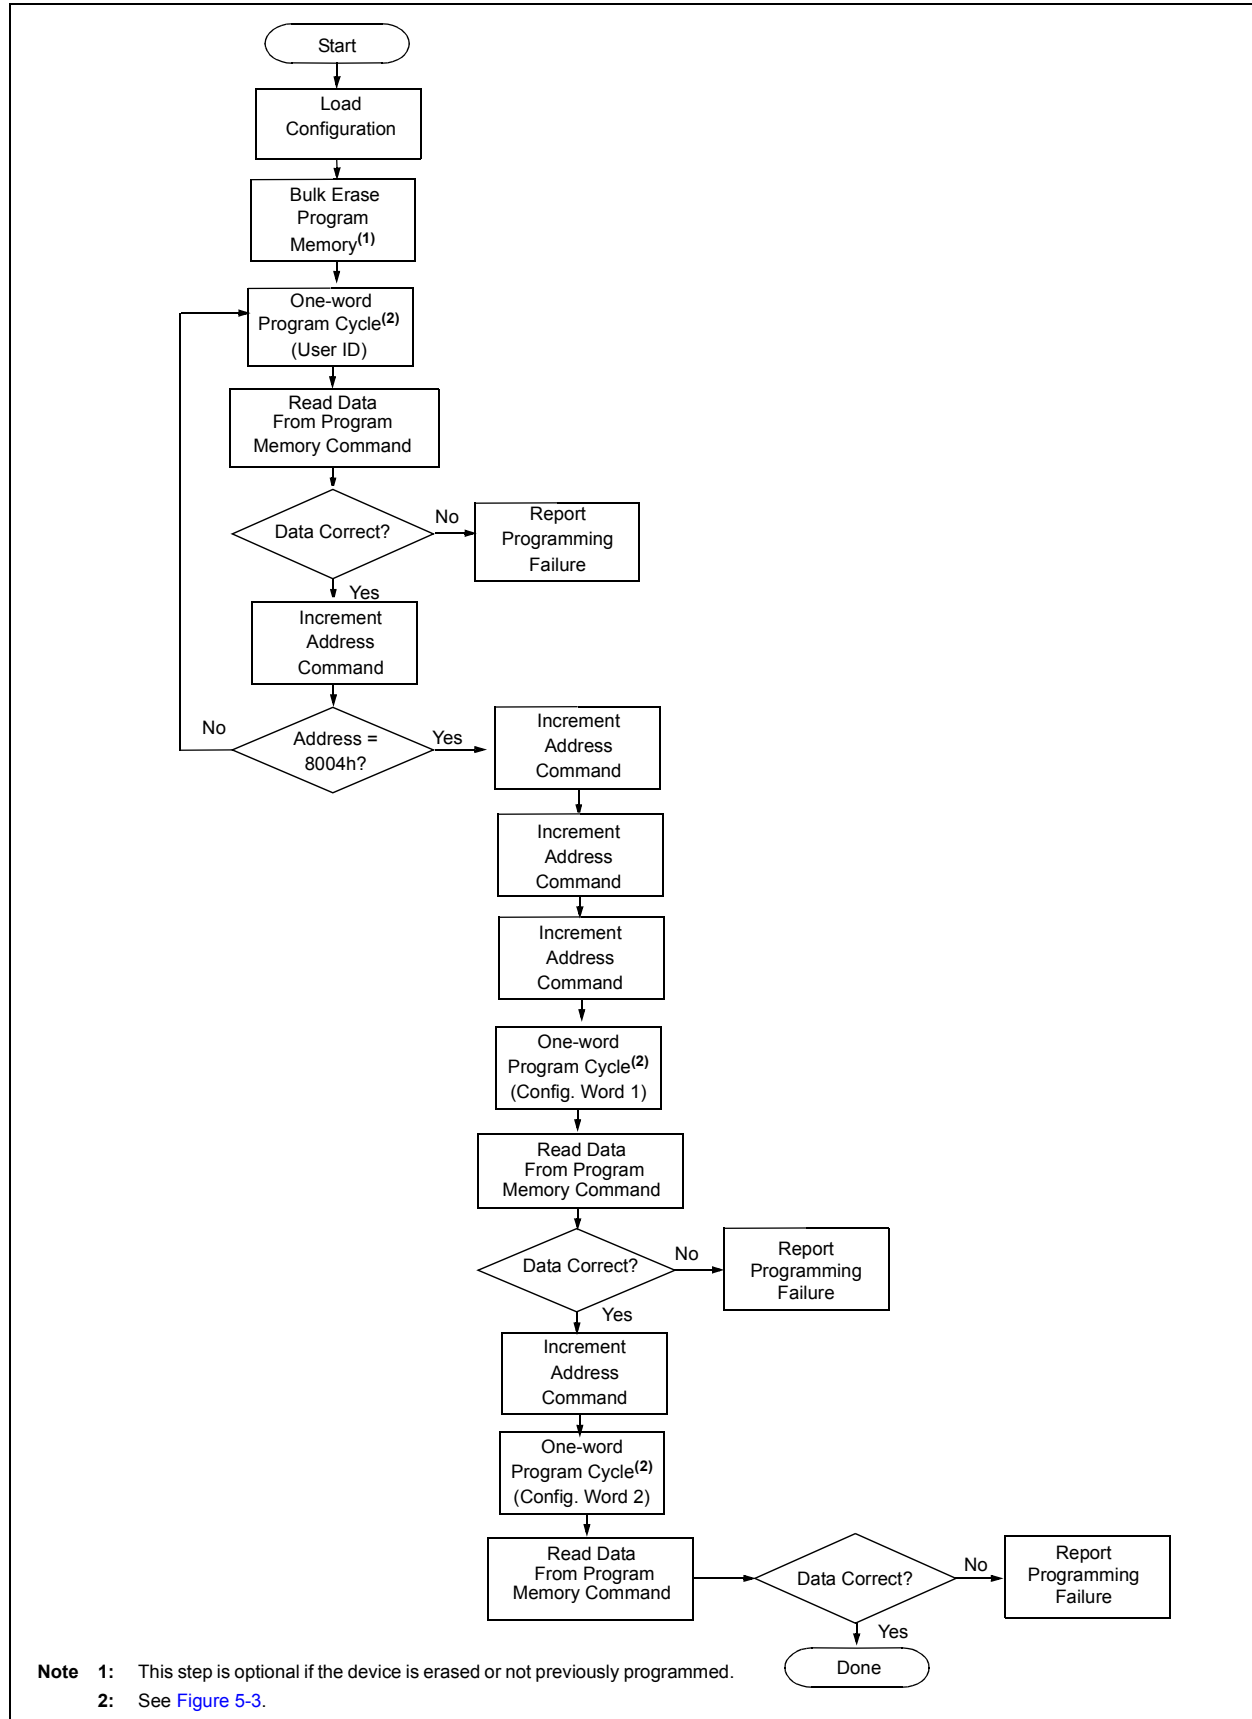 Start
Load
Configuration
Bulk Erase
Program
Memory(1)
One-word
Program Cycle(2)
(User ID)
Read Data
From Program
Memory Command
Data Correct?
No
Report
Programming
Failure
Yes
Increment
Address
Command
No
Address =
8004h?
Yes
Increment
Address
Command
Increment
Address
Command
Increment
Address
Command
One-word
Program Cycle(2)
(Config. Word 1)
Read Data
From Program
Memory Command
Data Correct?
No
Report
Programming
Failure
Yes
Increment
Address
Command
One-word
Program Cycle(2)
(Config. Word 2)
Read Data
From Program
Memory Command
Data Correct?
No
Report
Programming
Failure
Yes
Done
Note 1: This step is optional if the device is erased or not previously programmed.
2: See Figure 5-3.